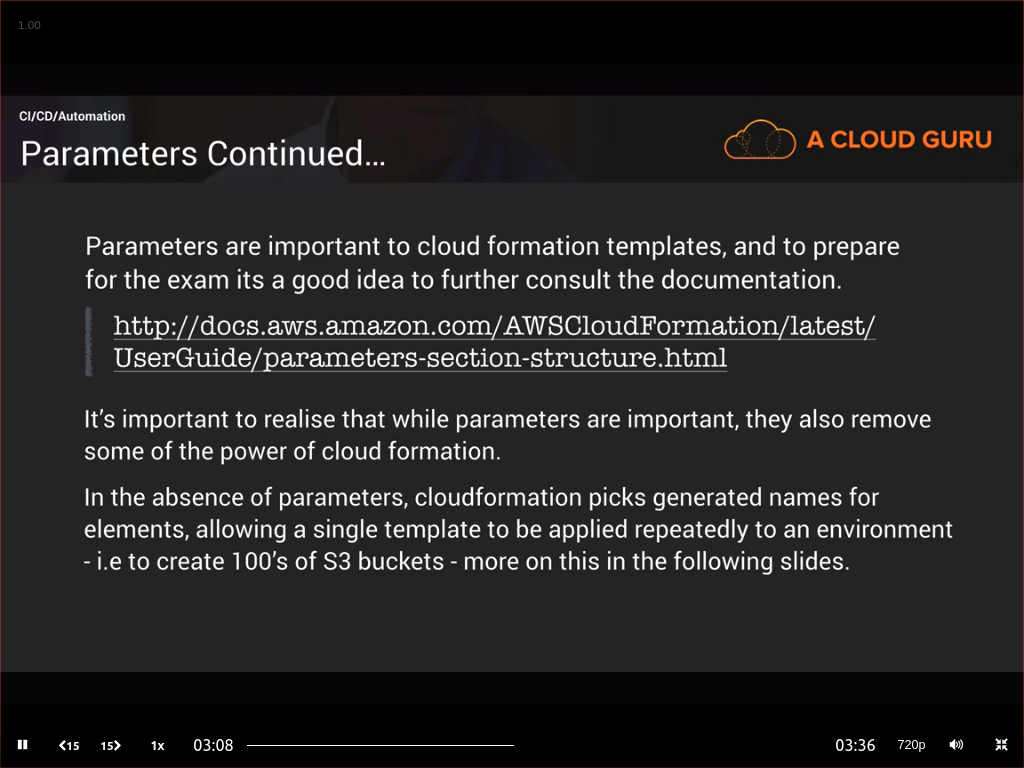 1.00
CI/CD/Automation
Parameters Continued...
A CLOUD GURU
Parameters are important to cloud formation templates, and to prepare
for the exam its a good idea to further consult the documentation.
http://docs.aws.amazon.com/AWSCloudFormation/latest/
UserGuide/parameters-section-structure.html
It’s important to realise that while parameters are important, they also remove
some of the power of cloud formation.
In the absence of parameters, cloudformation picks generated names for
elements, allowing a single template to be applied repeatedly to an environment
- i.e to create 100’s of S3 buckets - more on this in the following slides.
15 15 1x 03:08 03:36 720p